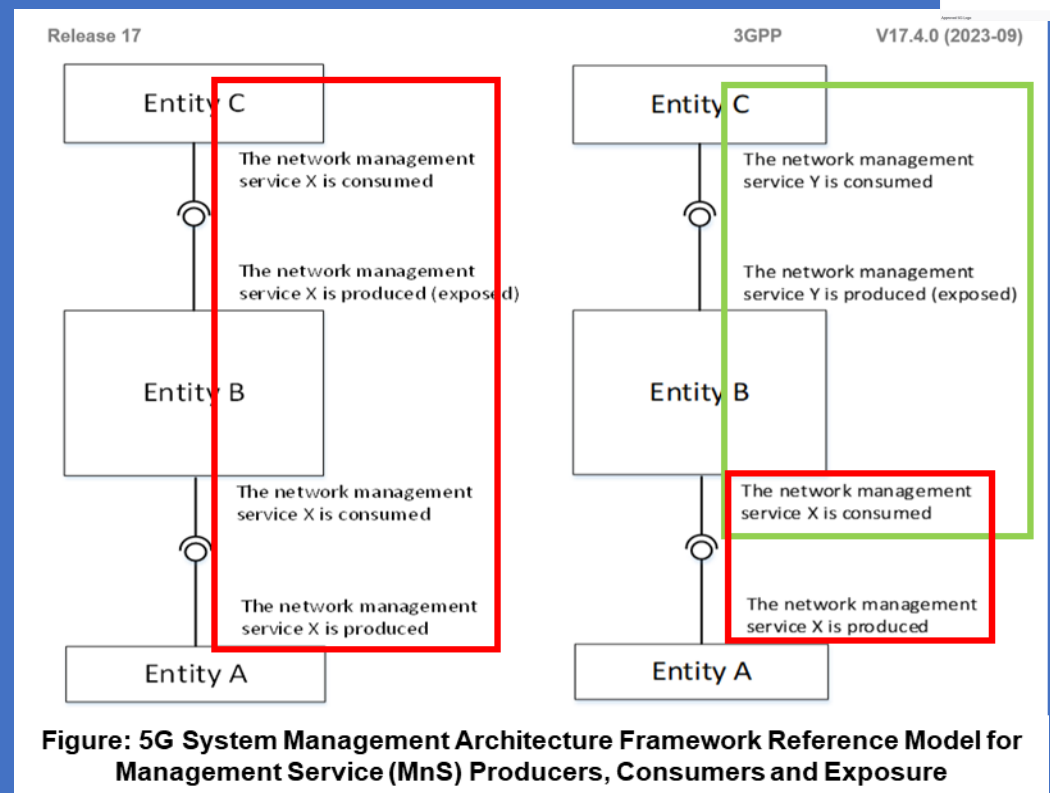 Release 17
3GPP
V17.4.0 (2023-09)
Entity C
The network management
service X is consumed
The network management
service X is produced (exposed)
Entity B
The network management
service X is consumed
The network management
service X is produced
Entity A
Entity C
The network management
service Y is consumed
The network management
service Y is produced (exposed)
Entity B
The network management
service X is consumed
The network management
service X is produced
Entity A
Figure: 5G System Management Architecture Framework Reference Model for
Management Service (MnS) Producers, Consumers and Exposure